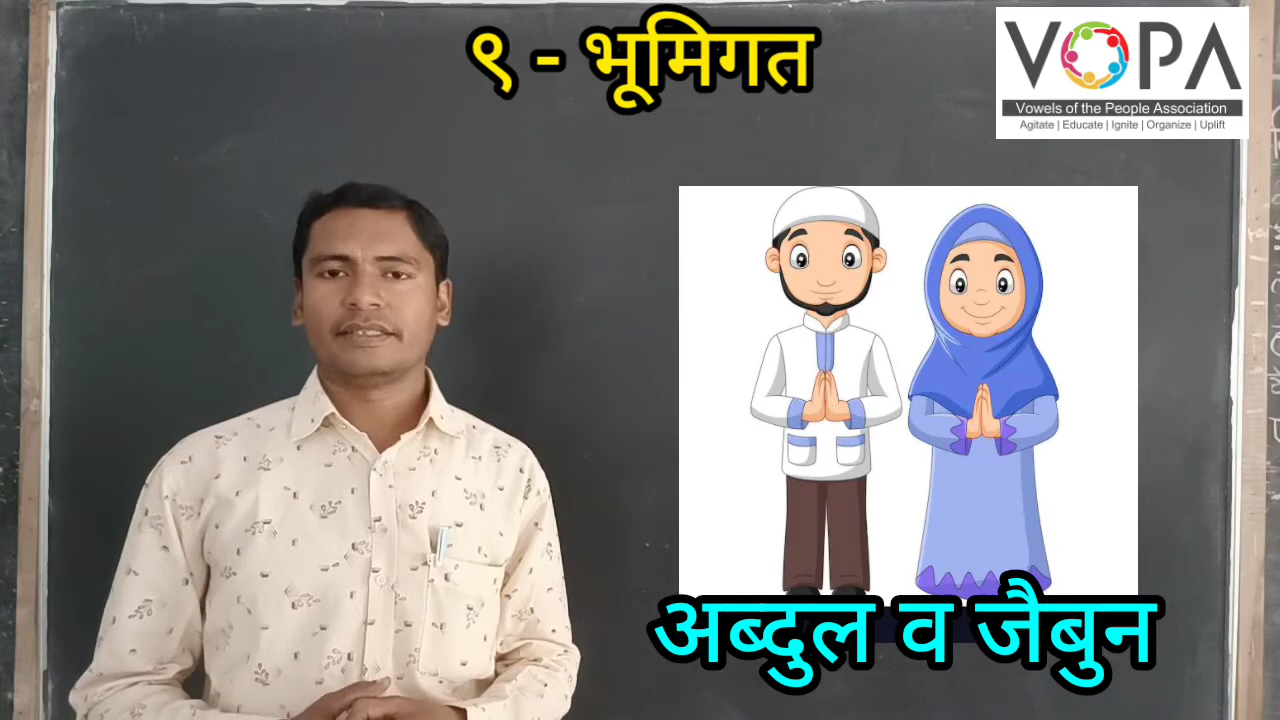 ९ - भूमिगत
VOPA
Vowels of the People Association
Agitate | Educate | Ignite | Organize | Uplift
अब्दुल व जैबुन